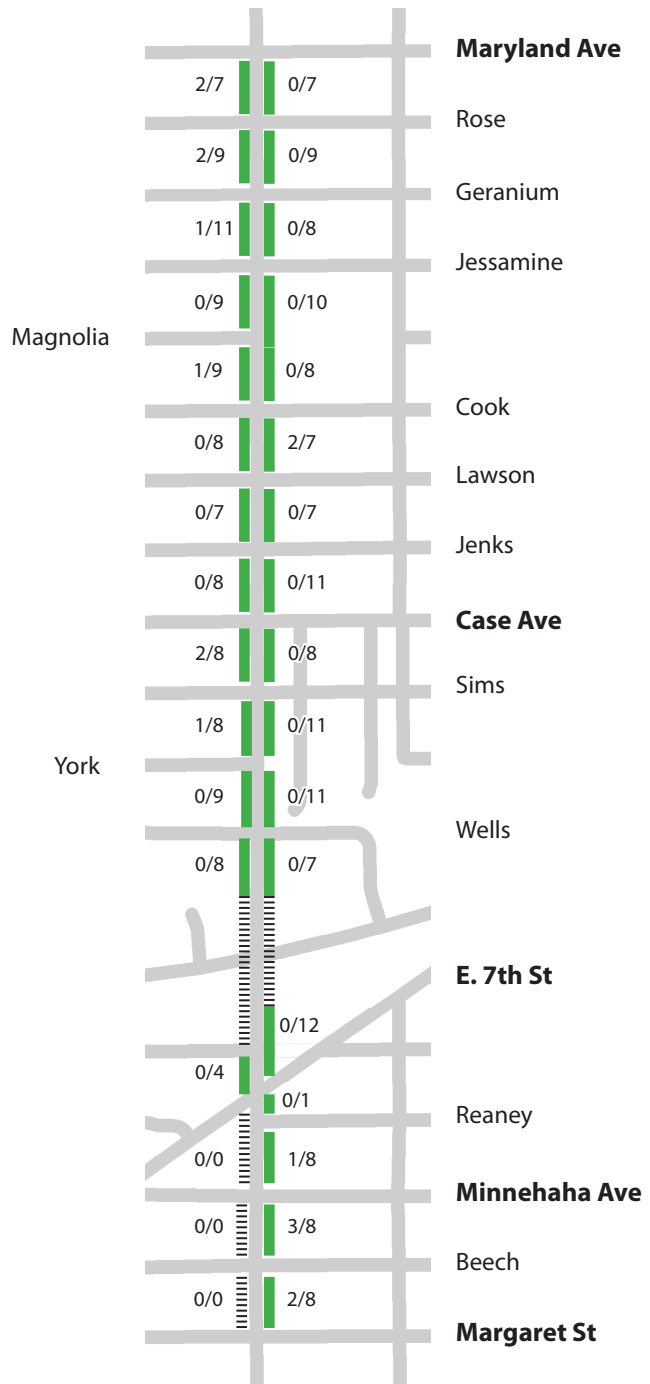 Maryland Ave
2/7 0/7
Rose
2/9 0/9
Geranium
1/11 0/8
Jessamine
0/9 0/10
Magnolia
1/9 0/8
Cook
0/8 2/7
Lawson
0/7 0/7
Jenks
0/8 0/11
Case Ave
2/8 0/8
Sims
1/8 0/11
York
0/9 0/11
Wells
0/8 0/7
E. 7th St
0/12
0/4
0/1
Reaney
0/0 1/8
Minnehaha Ave
0/0 3/8
Beech
0/0 2/8
Margaret St